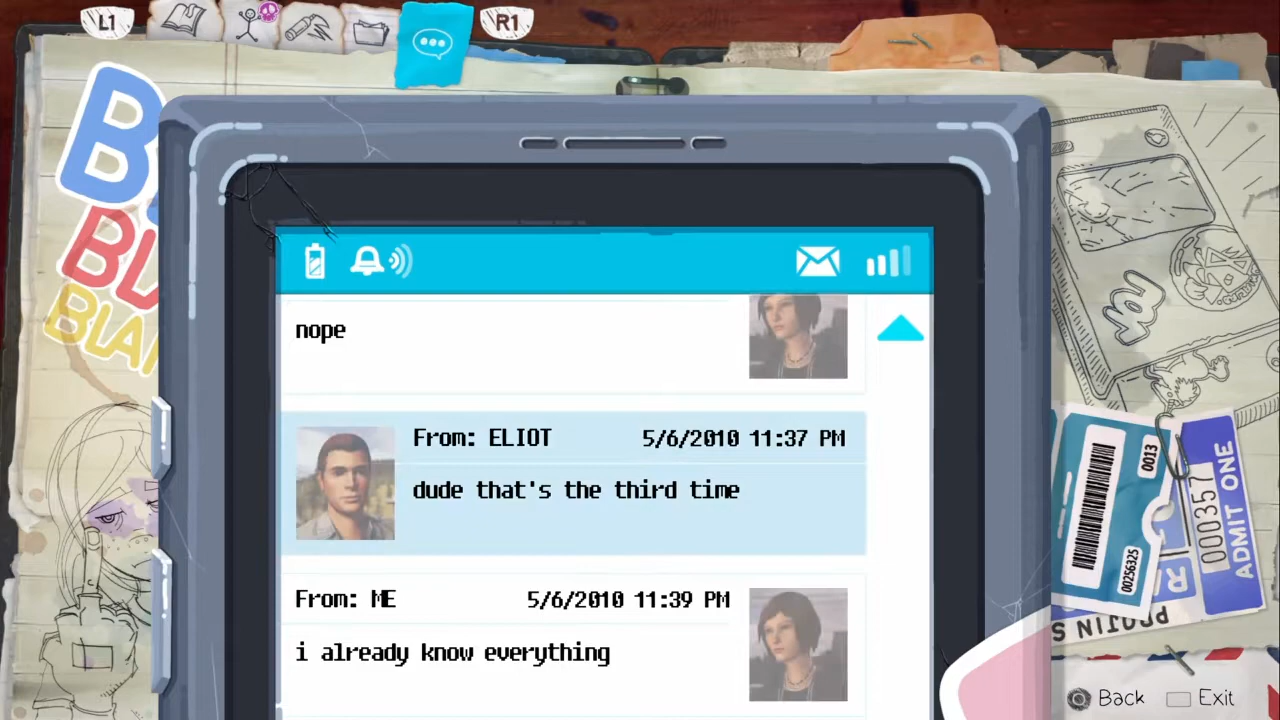 L1
R1
nope
From: ELIOT 5/6/2010 11:37 PM
dude that's the third time
From: ME 5/6/2010 11:39 PM
i already know everything
0013
00256325
000357
ADMIT ONE
Back
Exit